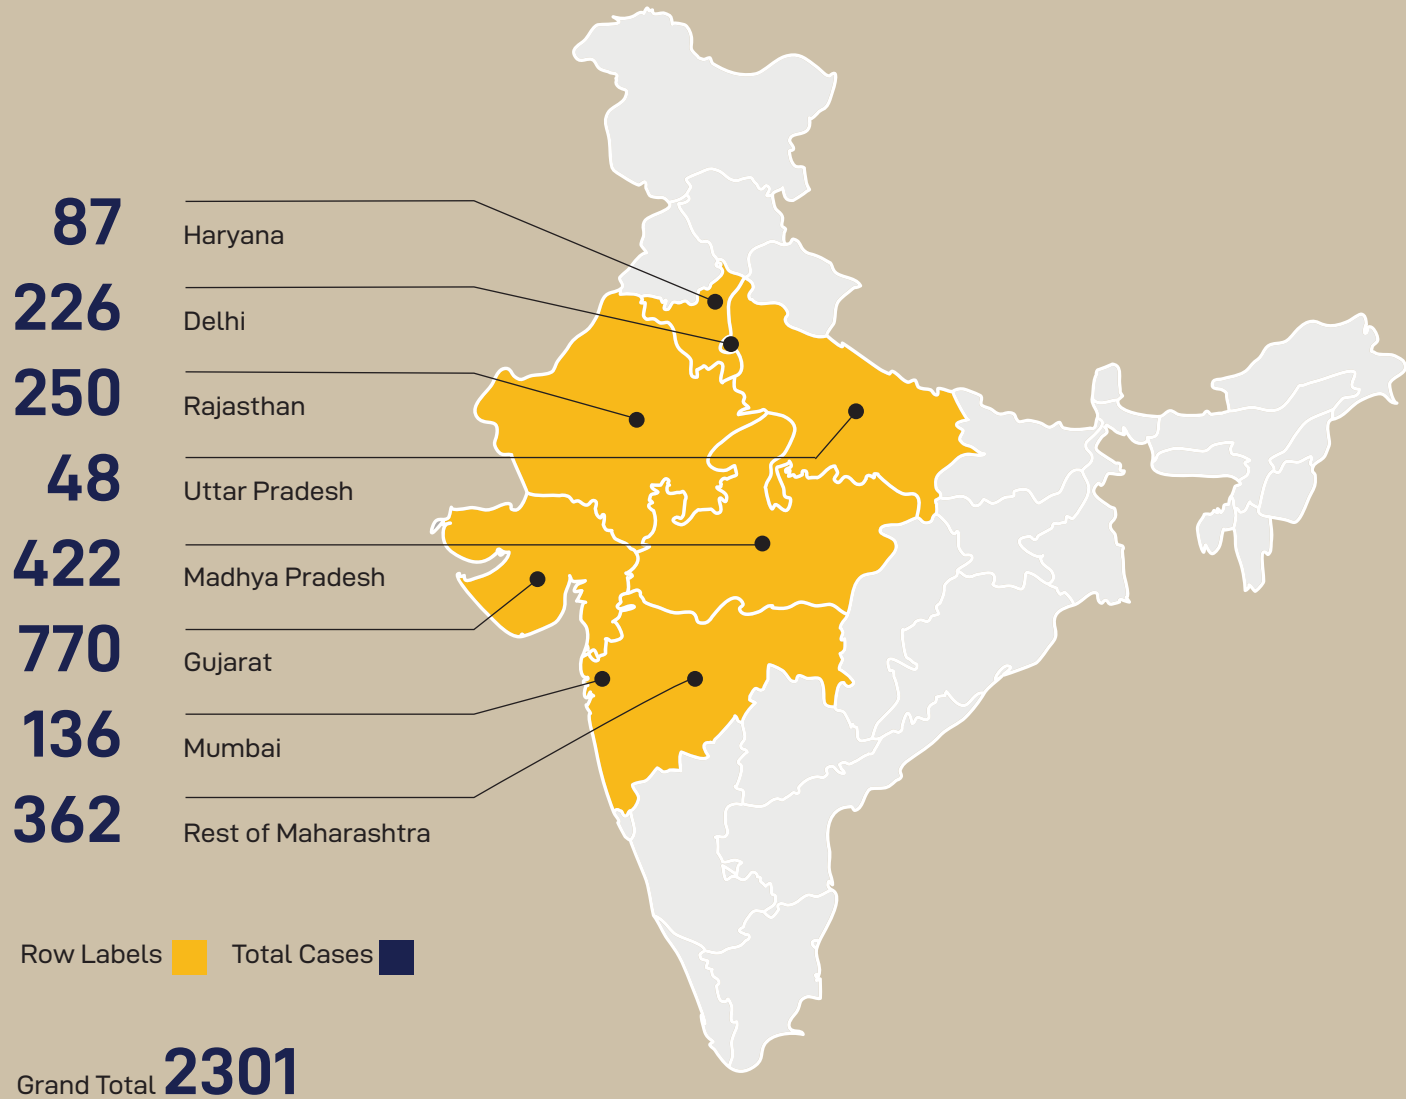 87
Haryana
226
Delhi
250
Rajasthan
48
Uttar Pradesh
422
Madhya Pradesh
770
Gujarat
136
Mumbai
362
Rest of Maharashtra
Row Labels Total Cases
Grand Total 2301